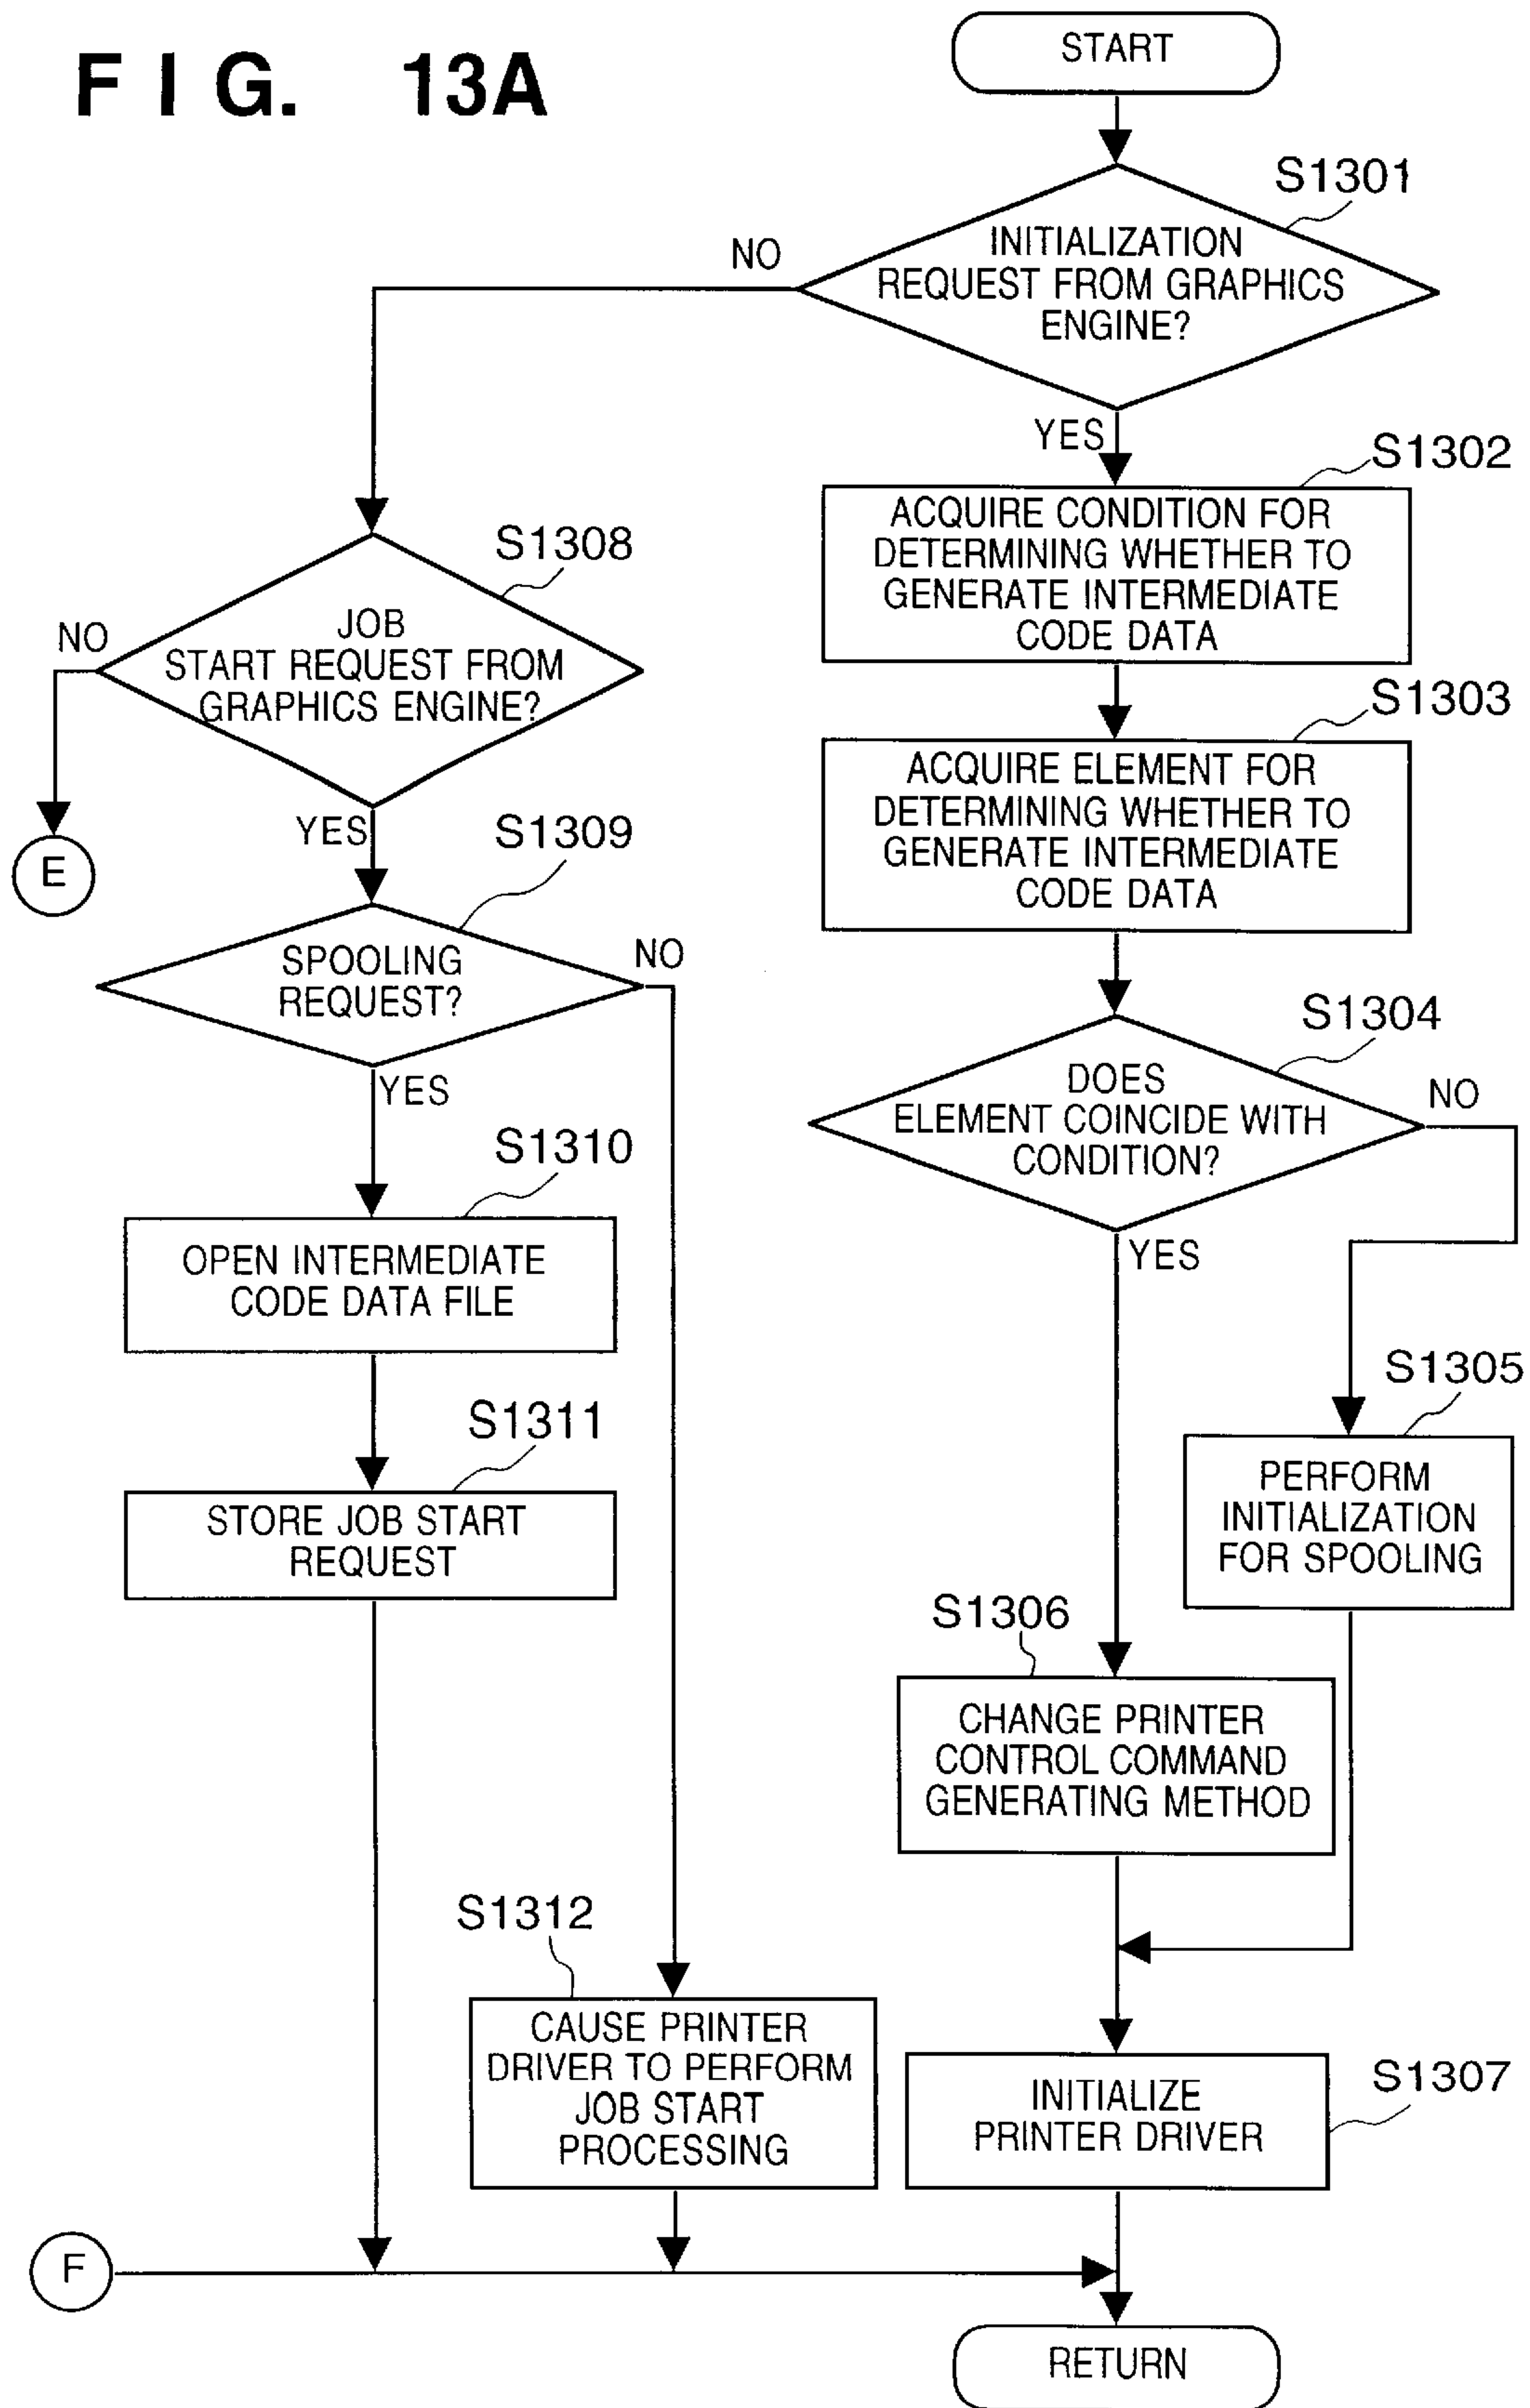 FIG. 13A
START
S1301
INITIALIZATION
REQUEST FROM GRAPHICS
ENGINE?
NO
YES
S1302
ACQUIRE CONDITION FOR
DETERMINING WHETHER TO
GENERATE INTERMEDIATE
CODE DATA
S1303
ACQUIRE ELEMENT FOR
DETERMINING WHETHER TO
GENERATE INTERMEDIATE
CODE DATA
S1304
DOES
ELEMENT COINCIDE WITH
CONDITION?
NO
YES
S1305
PERFORM
INITIALIZATION
FOR SPOOLING
S1306
CHANGE PRINTER
CONTROL COMMAND
GENERATING METHOD
S1307
INITIALIZE
PRINTER DRIVER
S1308
JOB
START REQUEST FROM
GRAPHICS ENGINE?
NO
E
YES
S1309
SPOOLING
REQUEST?
NO
YES
S1310
OPEN INTERMEDIATE
CODE DATA FILE
S1311
STORE JOB START
REQUEST
S1312
CAUSE PRINTER
DRIVER TO PERFORM
JOB START
PROCESSING
F
RETURN